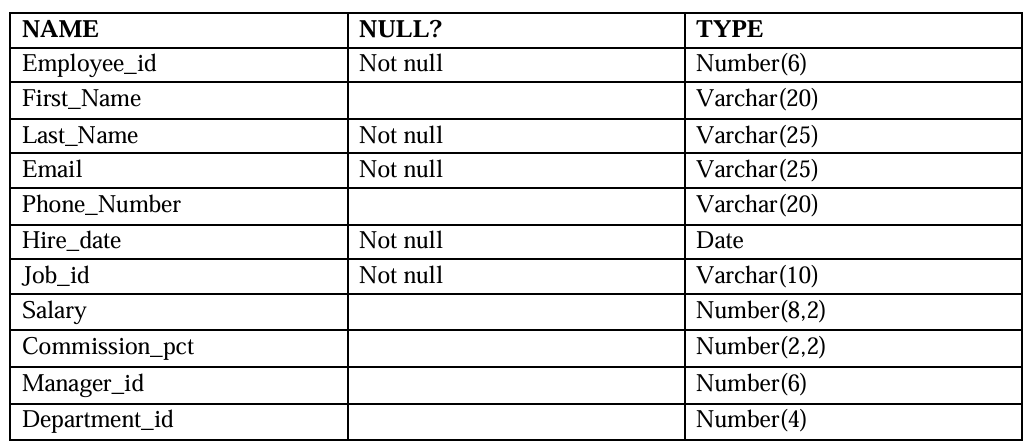 NAME NULL? TYPE
Employee_id Not null Number(6)
First_Name Varchar(20)
Last_Name Not null Varchar(25)
Email Not null Varchar(25)
Phone_Number Varchar(20)
Hire_date Not null Date
Job_id Not null Varchar(10)
Salary Number(8,2)
Commission_pct Number(2,2)
Manager_id Number(6)
Department_id Number(4)